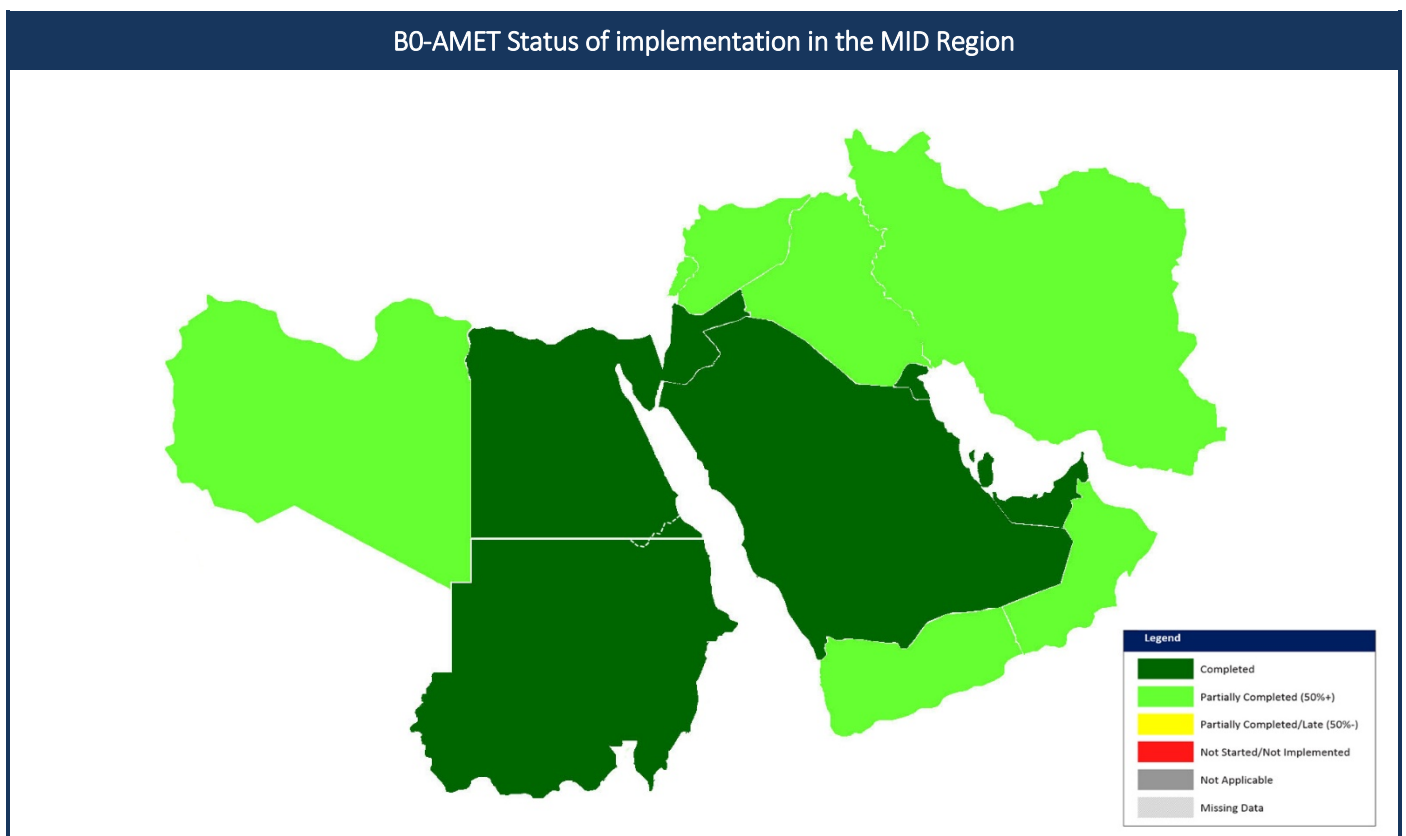 B0-AMET Status of implementation in the MID Region
Legend
Completed
Partially Completed (50%+)
Partially Completed/Late (50%-)
Not Started/Not Implemented
Not Applicable
Missing Data